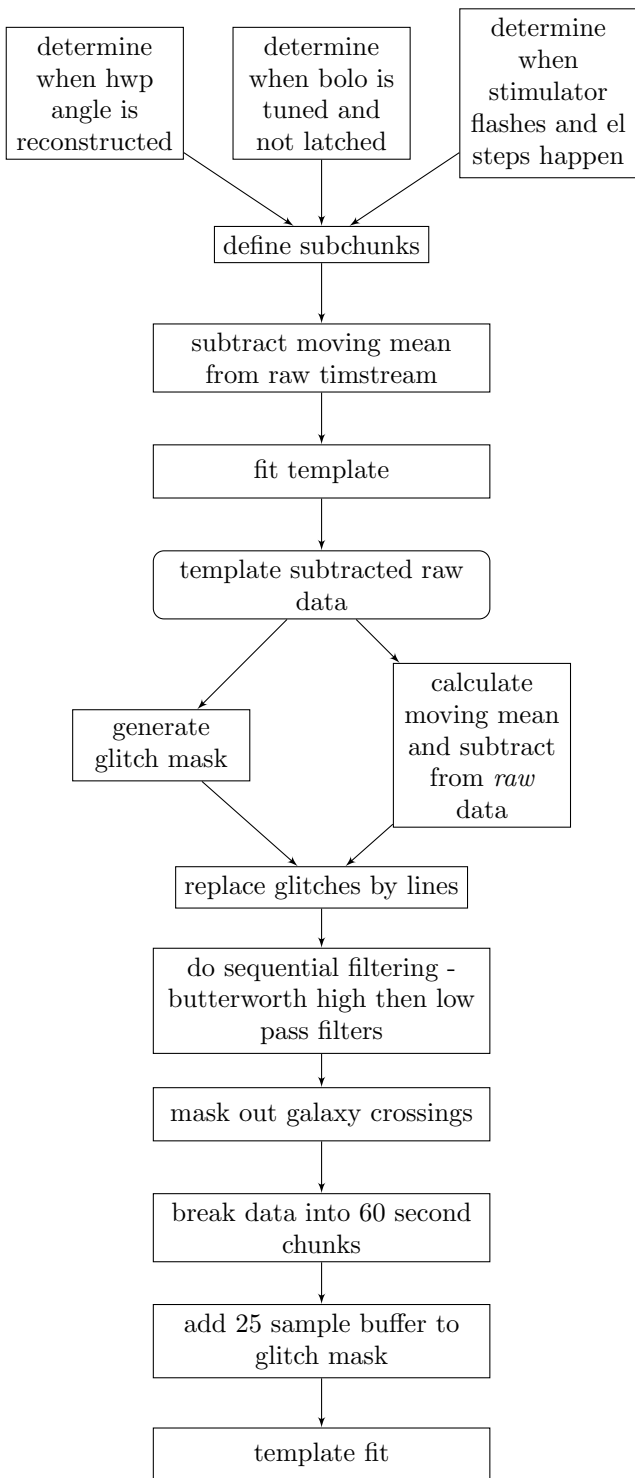 determine
when hwp
angle is
reconstructed
determine
when bolo is
tuned and
not latched
determine
when
stimulator
flashes and el
steps happen
define subchunks
subtract moving mean
from raw timstream
fit template
template subtracted raw
data
generate
glitch mask
calculate
moving mean
and subtract
from raw
data
replace glitches by lines
do sequential filtering -
butterworth high then low
pass filters
mask out galaxy crossings
break data into 60 second
chunks
add 25 sample buffer to
glitch mask
template fit